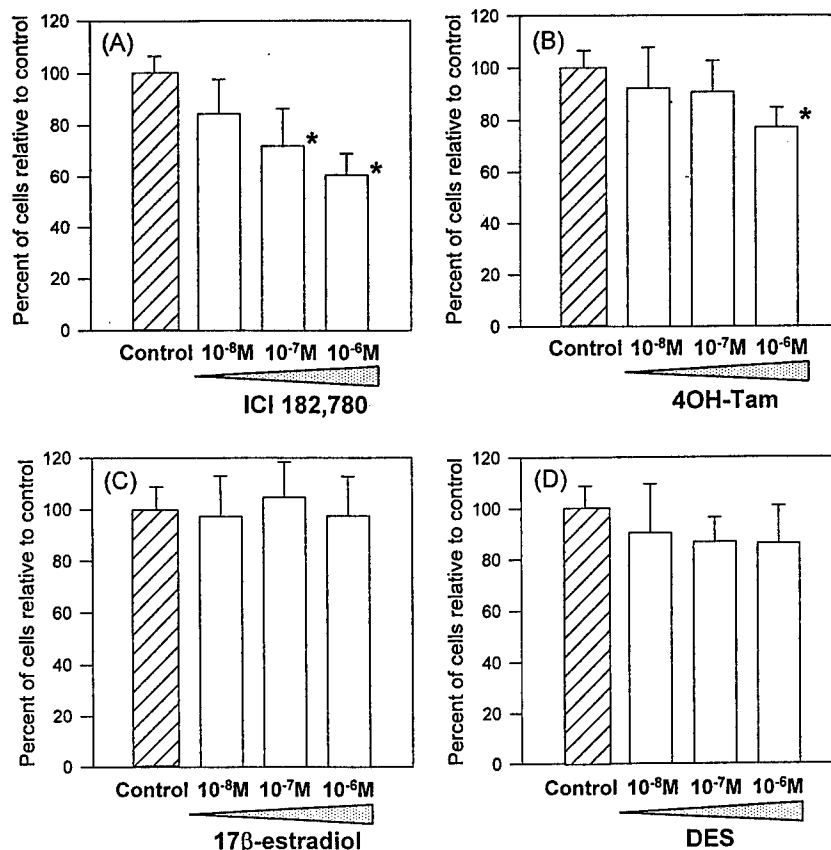 (A)
Percent of cells relative to control
120
100
80
60
40
20
0
*
*
Control 10⁻⁸M 10⁻⁷M 10⁻⁶M
ICI 182,780
(B)
Percent of cells relative to control
120
100
80
60
40
20
0
*
Control 10⁻⁸M 10⁻⁷M 10⁻⁶M
4OH-Tam
(C)
Percent of cells relative to control
120
100
80
60
40
20
0
Control 10⁻⁸M 10⁻⁷M 10⁻⁶M
17β-estradiol
(D)
Percent of cells relative to control
120
100
80
60
40
20
0
Control 10⁻⁸M 10⁻⁷M 10⁻⁶M
DES